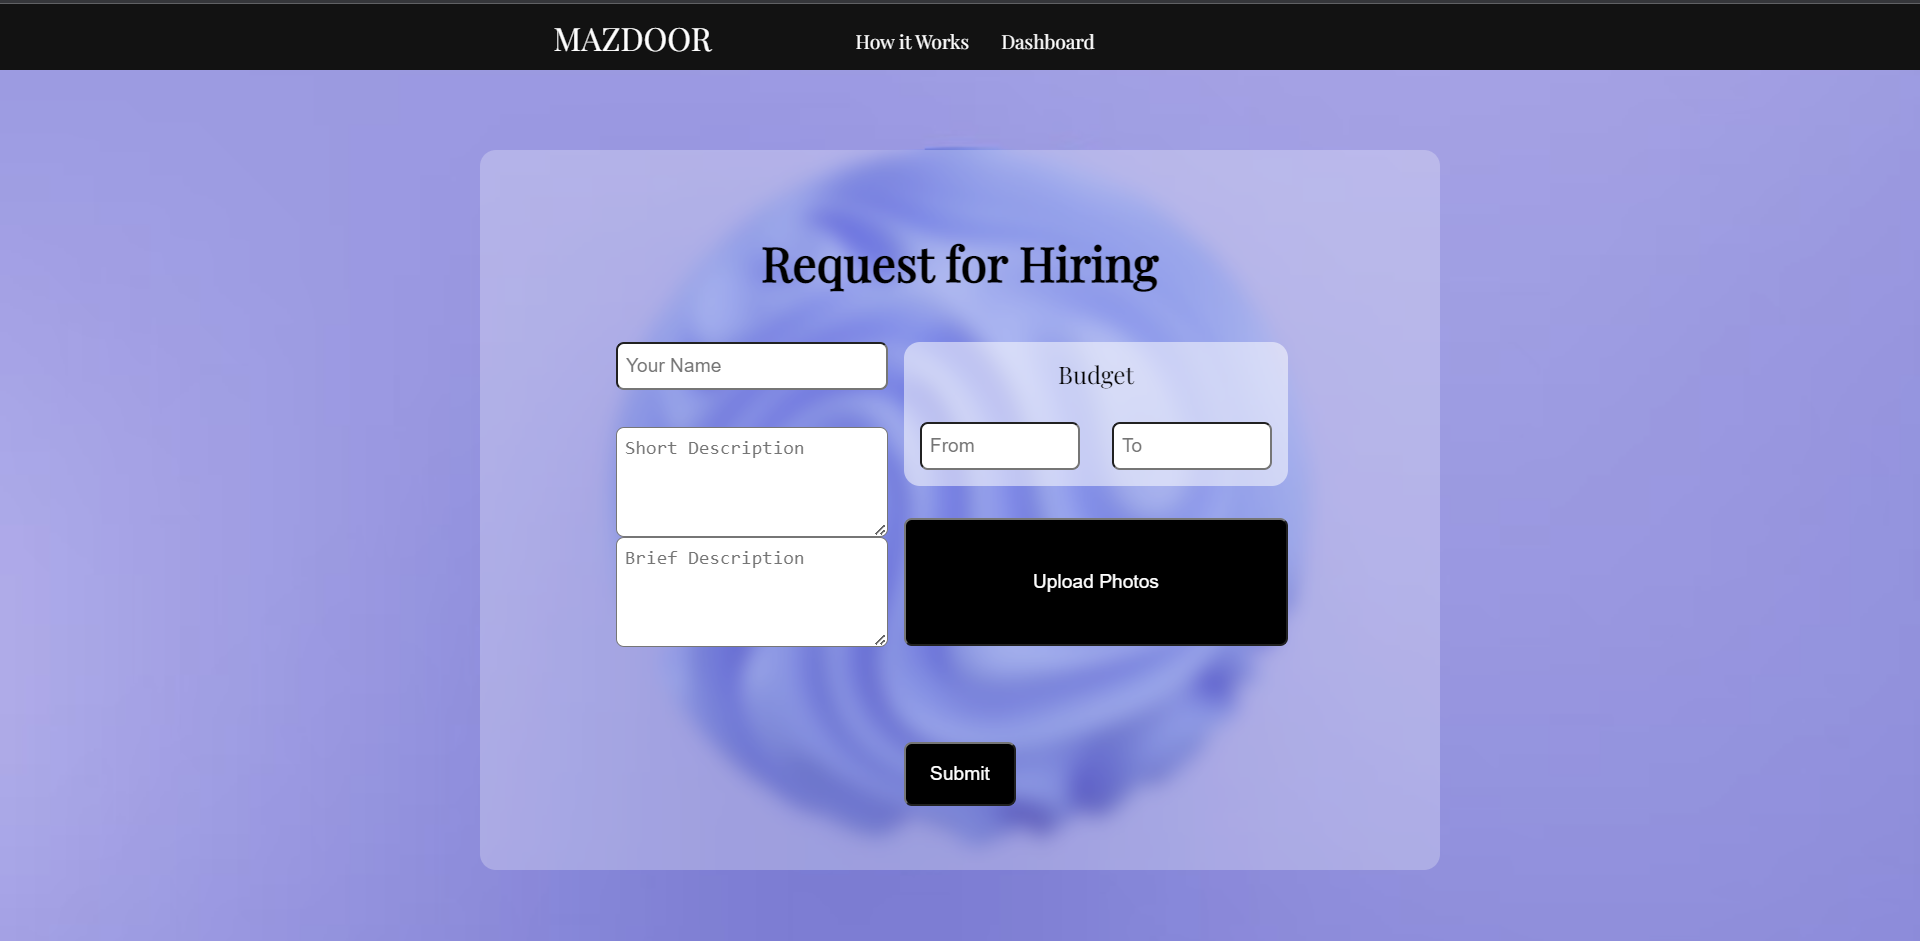 MAZDOOR
How it Works
Dashboard
Request for Hiring
Your Name
Short Description
Brief Description
Budget
From
To
Upload Photos
Submit